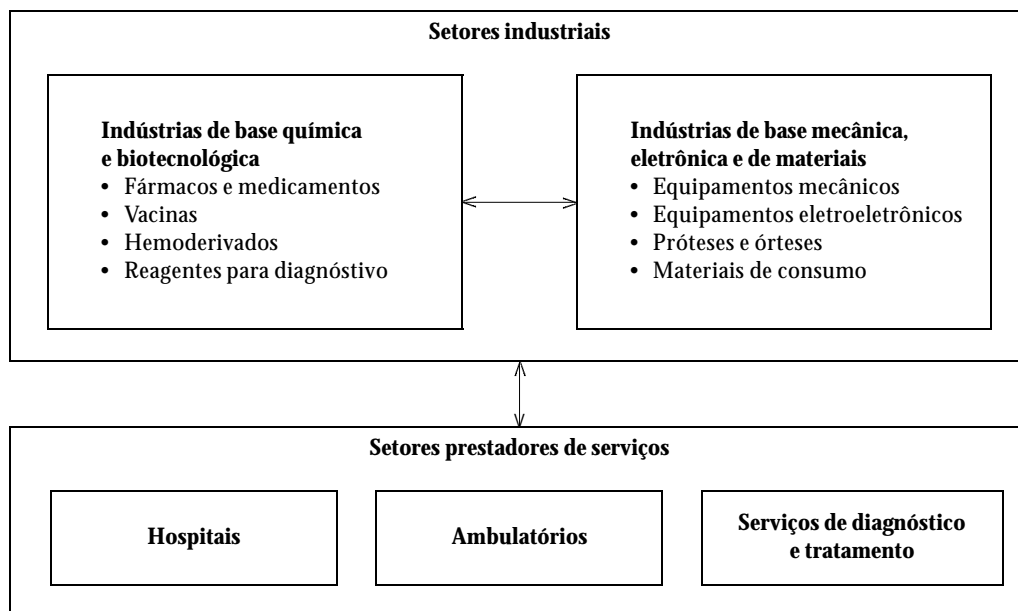 Setores industriais
Indústrias de base química
e biotecnológica
• Fármacos e medicamentos
• Vacinas
• Hemoderivados
• Reagentes para diagnóstivo
Indústrias de base mecânica,
eletrônica e de materiais
• Equipamentos mecânicos
• Equipamentos eletroeletrônicos
• Próteses e órteses
• Materiais de consumo
Setores prestadores de serviços
Hospitais
Ambulatórios
Serviços de diagnóstico
e tratamento